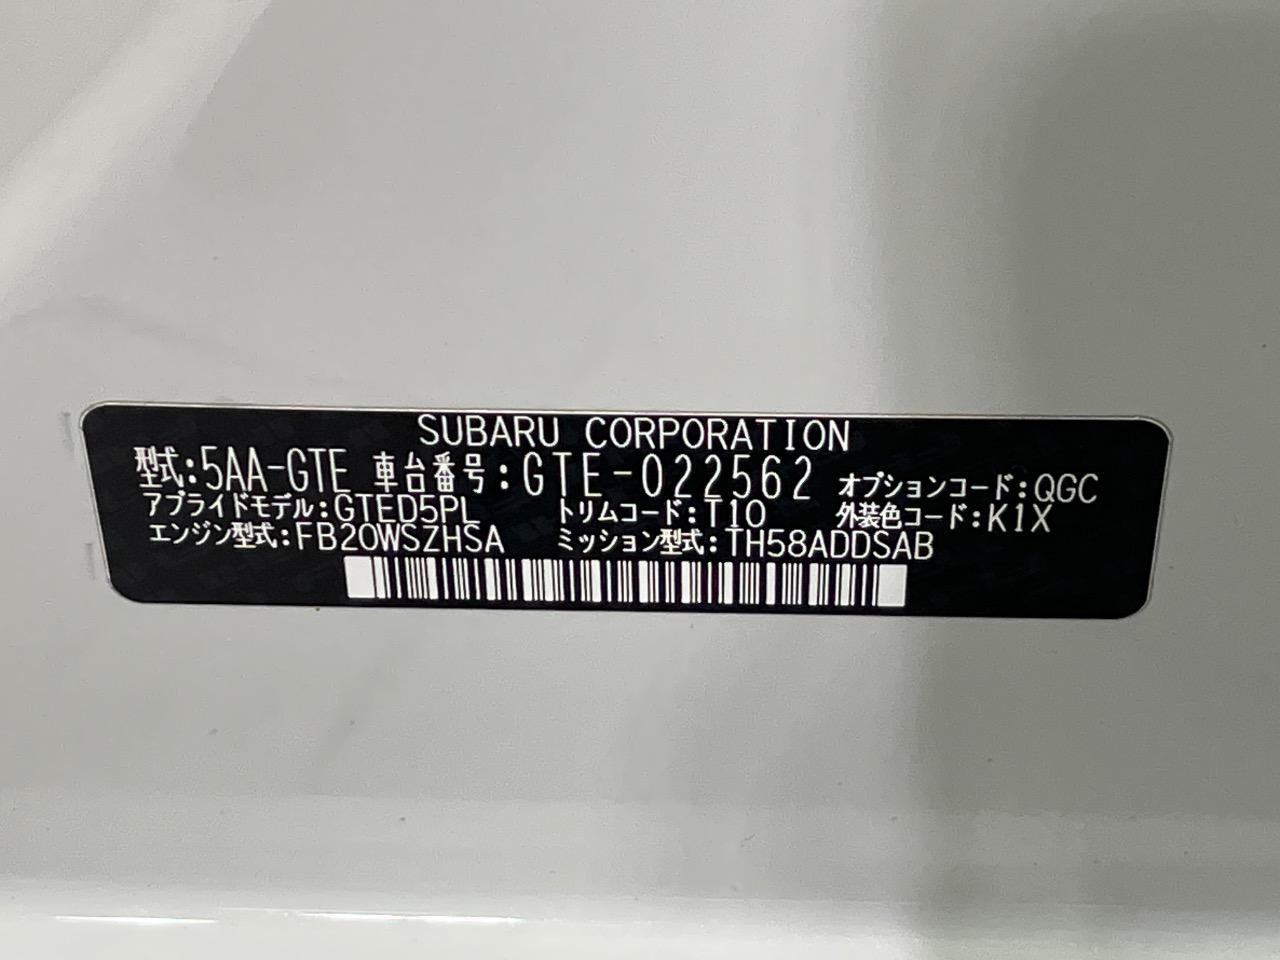 SUBARU CORPORATION
型式:5AA-GTE 車台番号:GTE-022562 オプションコード:QGC
アプライドモデル:GTED5PL トリムコード:T10 外装色コード:K1X
エンジン型式:FB20WSZHSA ミッション型式:TH58ADDSAB